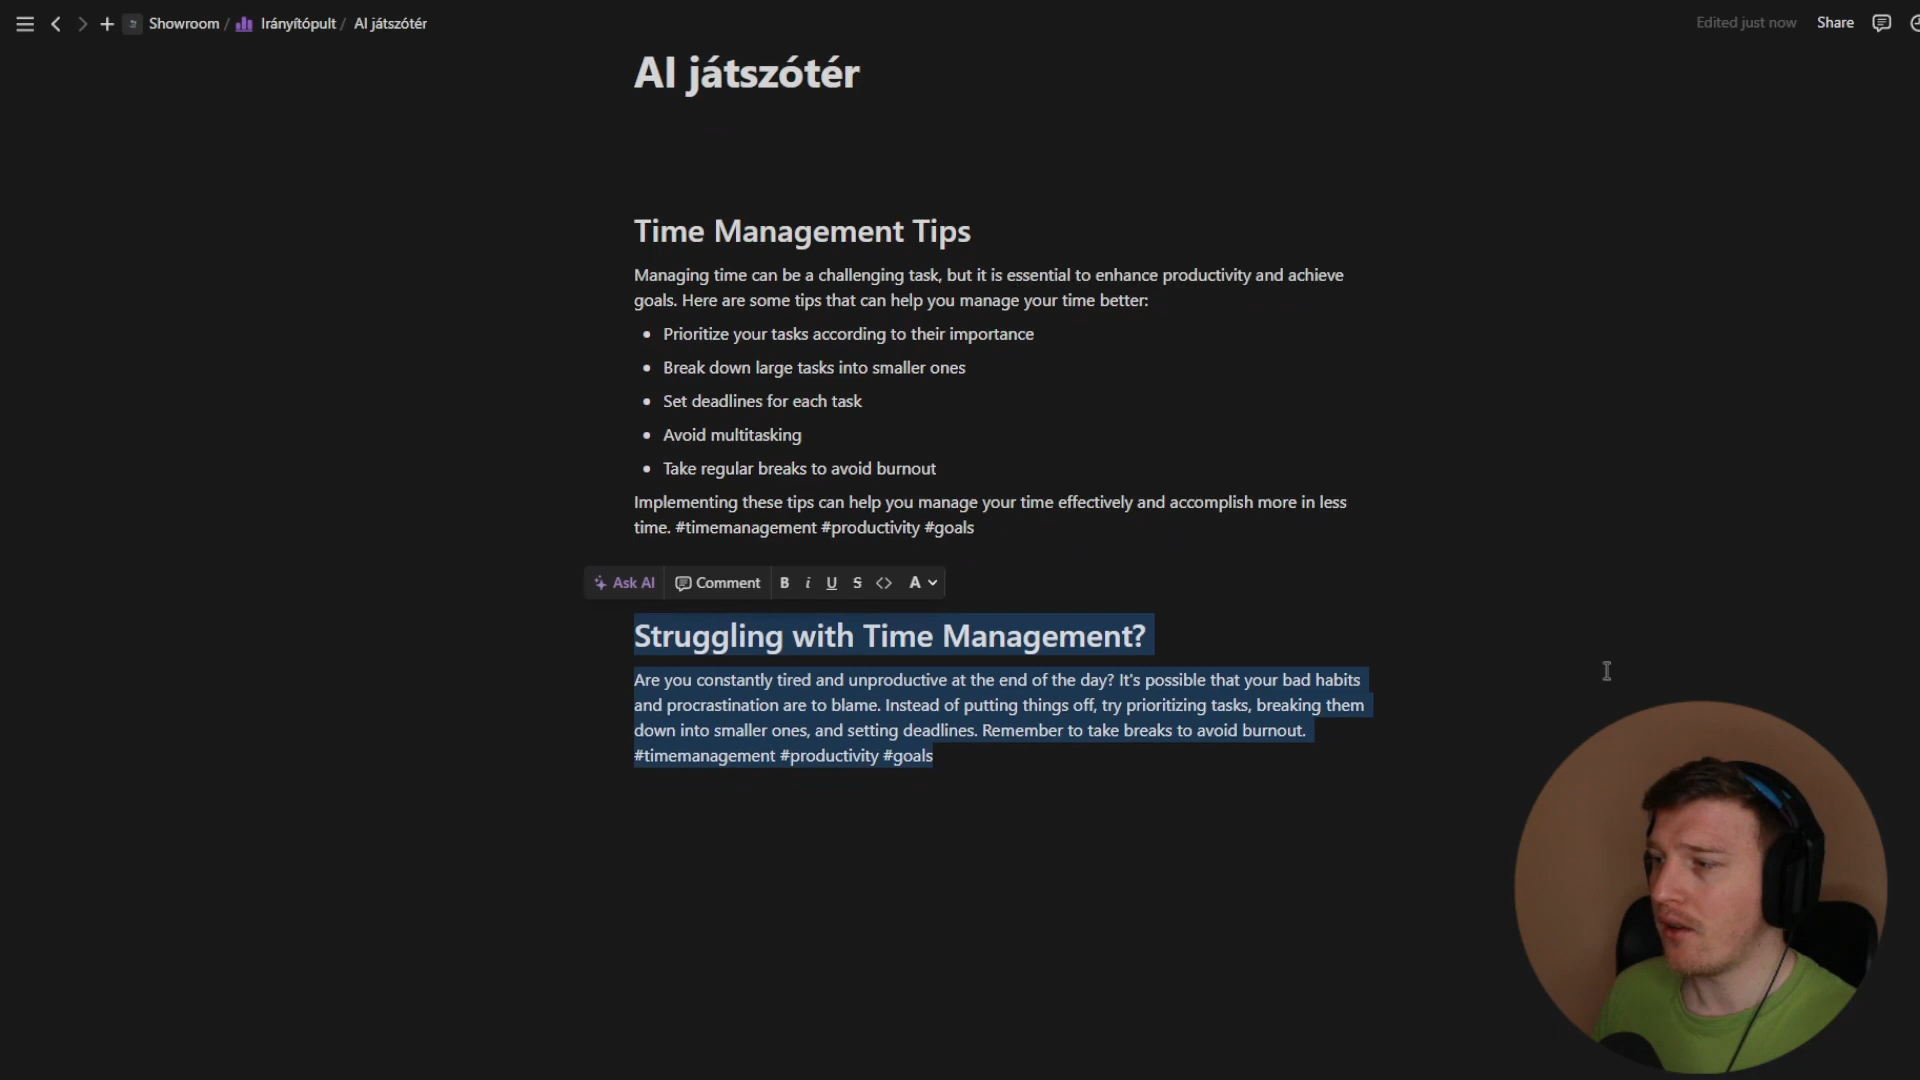 Showroom / Irányítópult / AI játszótér
Edited just now Share
AI játszótér
Time Management Tips
Managing time can be a challenging task, but it is essential to enhance productivity and achieve
goals. Here are some tips that can help you manage your time better:
• Prioritize your tasks according to their importance
• Break down large tasks into smaller ones
• Set deadlines for each task
• Avoid multitasking
• Take regular breaks to avoid burnout
Implementing these tips can help you manage your time effectively and accomplish more in less
time. #timemanagement #productivity #goals
Ask AI Comment B i U S <> A
Struggling with Time Management?
Are you constantly tired and unproductive at the end of the day? It's possible that your bad habits
and procrastination are to blame. Instead of putting things off, try prioritizing tasks, breaking them
down into smaller ones, and setting deadlines. Remember to take breaks to avoid burnout.
#timemanagement #productivity #goals